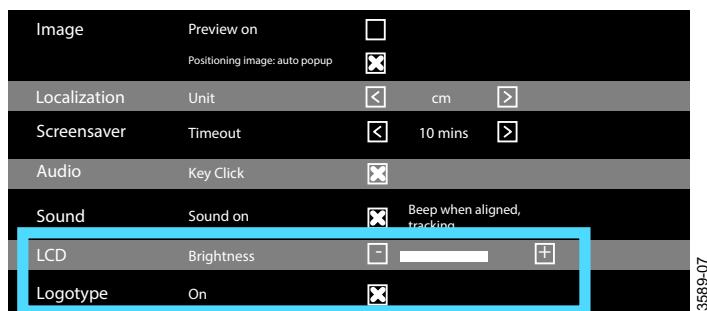 Image Preview on
Positioning image: auto popup
Localization Unit < cm >
Screensaver Timeout < 10 mins >
Audio Key Click
Sound Sound on Beep when aligned,
tracking
LCD Brightness - +
Logotype On
3589-07